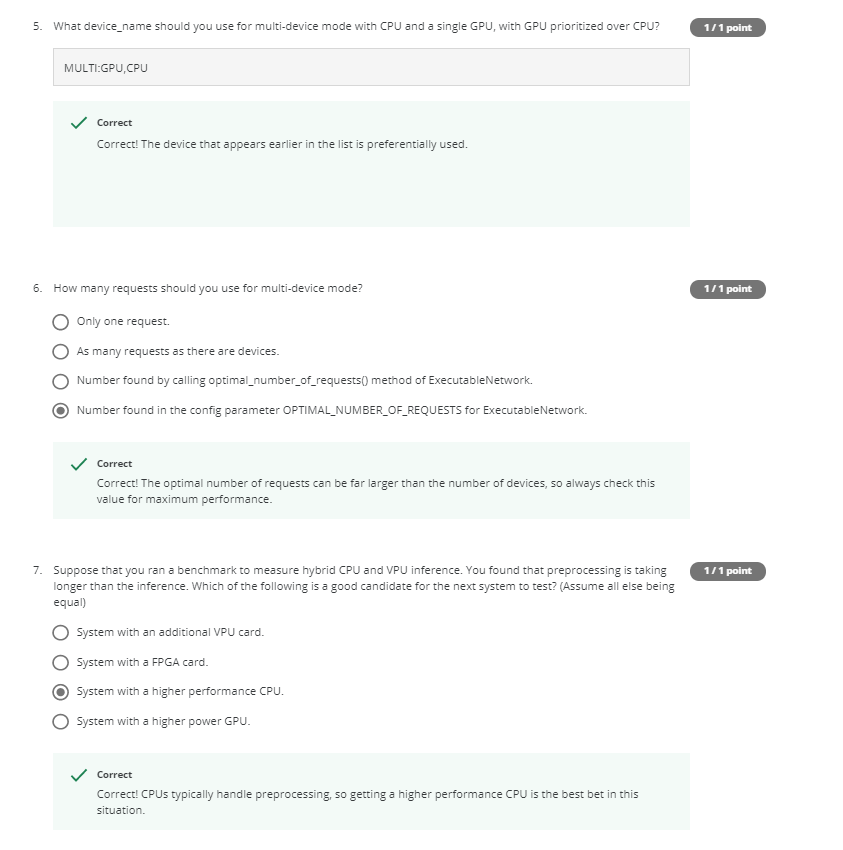 5. What device_name should you use for multi-device mode with CPU and a single GPU, with GPU prioritized over CPU?
1 / 1 point
MULTI:GPU,CPU
Correct
Correct! The device that appears earlier in the list is preferentially used.
6. How many requests should you use for multi-device mode?
1 / 1 point
Only one request.
As many requests as there are devices.
Number found by calling optimal_number_of_requests() method of ExecutableNetwork.
Number found in the config parameter OPTIMAL_NUMBER_OF_REQUESTS for ExecutableNetwork.
Correct
Correct! The optimal number of requests can be far larger than the number of devices, so always check this
value for maximum performance.
7. Suppose that you ran a benchmark to measure hybrid CPU and VPU inference. You found that preprocessing is taking
1 / 1 point
longer than the inference. Which of the following is a good candidate for the next system to test? (Assume all else being
equal)
System with an additional VPU card.
System with a FPGA card.
System with a higher performance CPU.
System with a higher power GPU.
Correct
Correct! CPUs typically handle preprocessing, so getting a higher performance CPU is the best bet in this
situation.